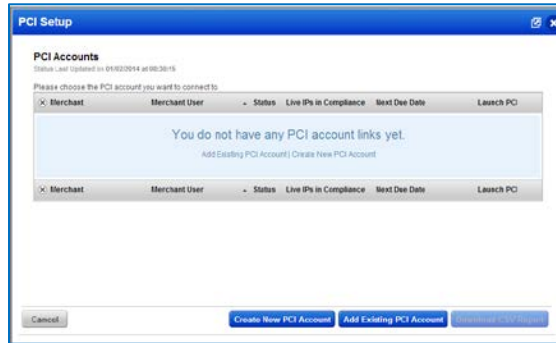 PCI Setup
PCI Accounts
Status Last Updated on 01/02/2014 at 08:38:15
Please choose the PCI account you want to connect to
Merchant Merchant User Status Live IPs in Compliance Next Due Date Launch PCI
You do not have any PCI account links yet.
Add Existing PCI Account | Create New PCI Account
Merchant Merchant User Status Live IPs in Compliance Next Due Date Launch PCI
Cancel Create New PCI Account Add Existing PCI Account Download CSV Report